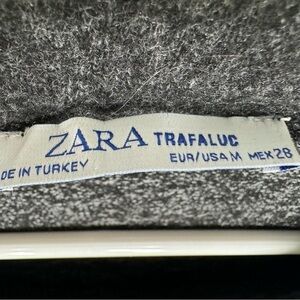 ZARA TRAFALUC
EUR/USA M MEX 28
DE IN TURKEY